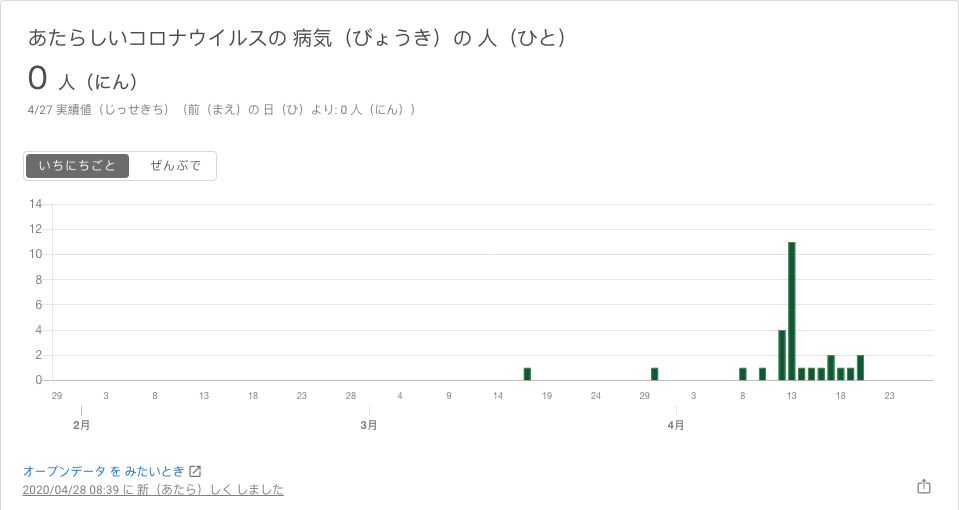 あたらしいコロナウイルスの 病気（びょうき）の 人（ひと）
0 人（にん）
4/27 実績値（じっせきち）（前（まえ）の 日（ひ）より: 0 人（にん））
いちにちごと ぜんぶで
14
12
10
8
6
4
2
0
29 3 8 13 18 23 28 4 9 14 19 24 29 3 8 13 18 23
2月 3月 4月
オープンデータ を みたいとき
2020/04/28 08:39 に 新（あたら）しく しました